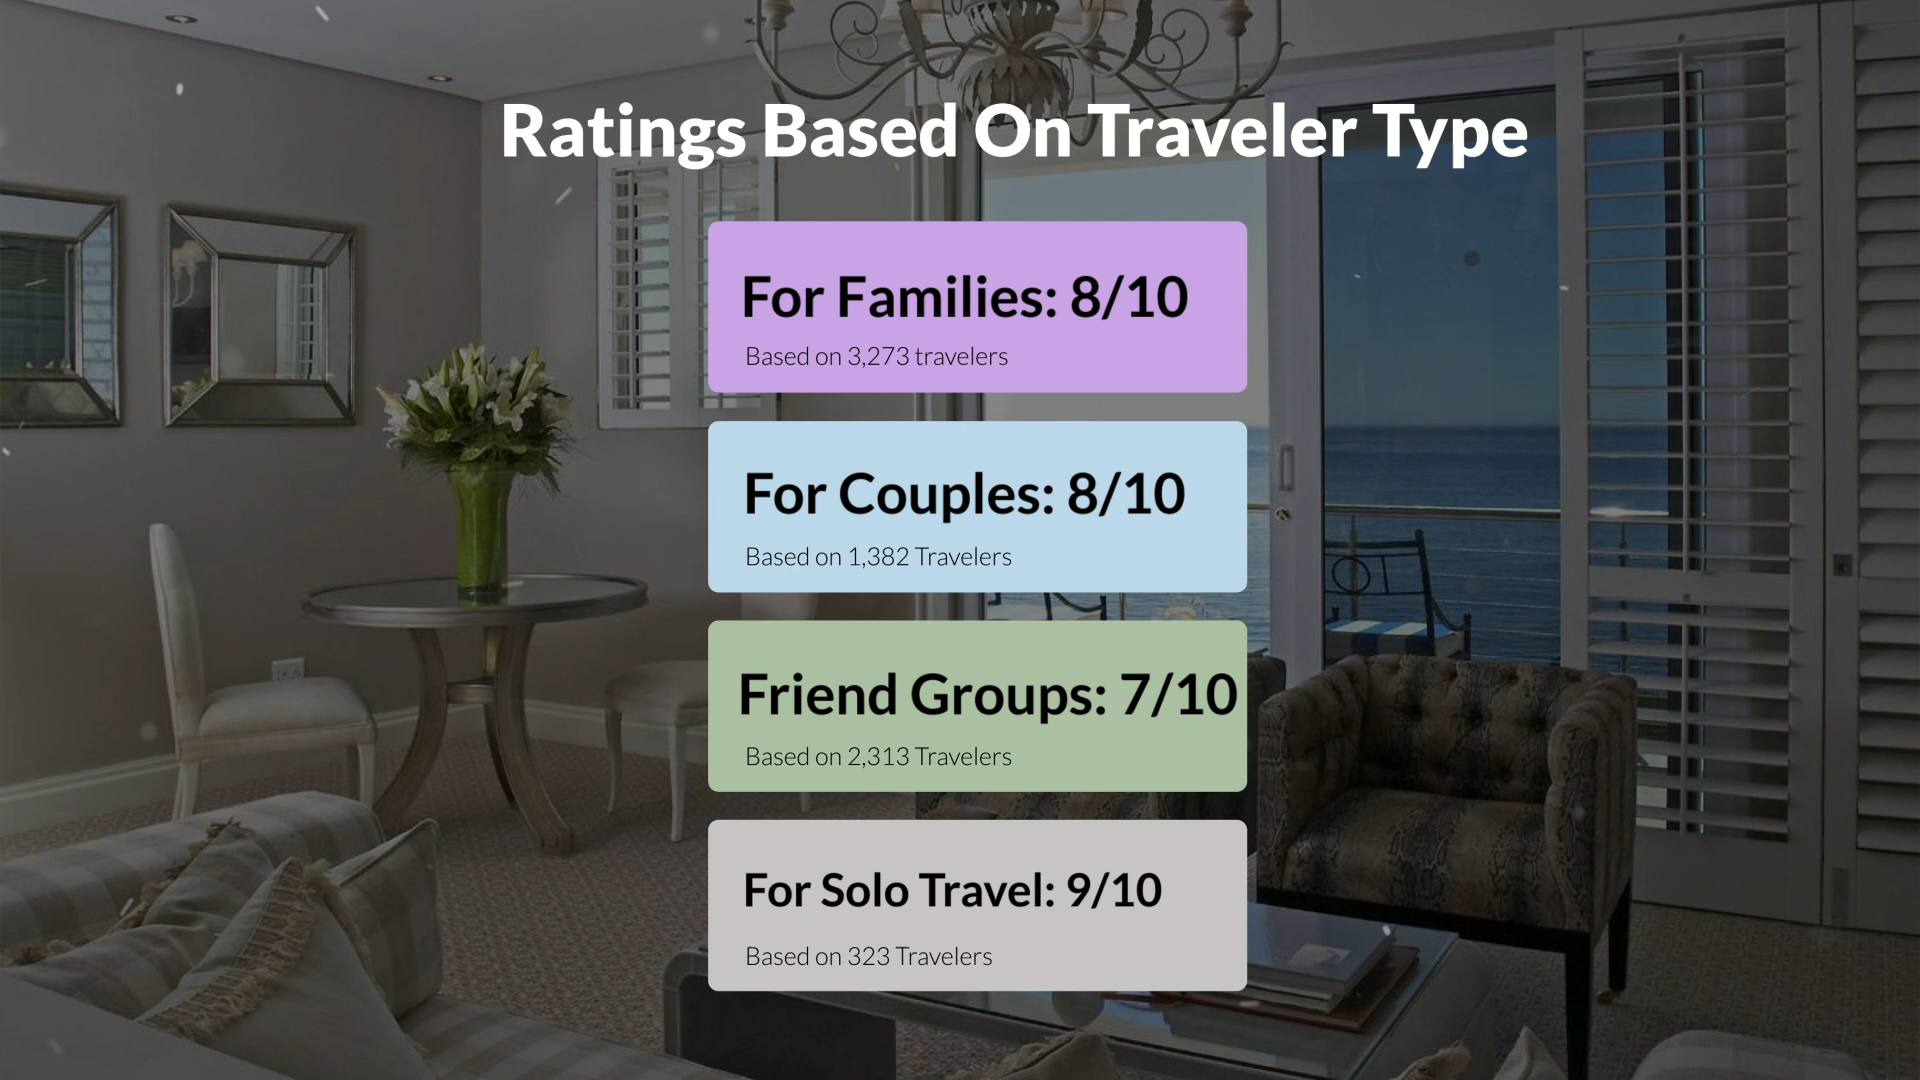 Ratings Based On Traveler Type
For Families: 8/10
Based on 3,273 travelers
For Couples: 8/10
Based on 1,382 Travelers
Friend Groups: 7/10
Based on 2,313 Travelers
For Solo Travel: 9/10
Based on 323 Travelers